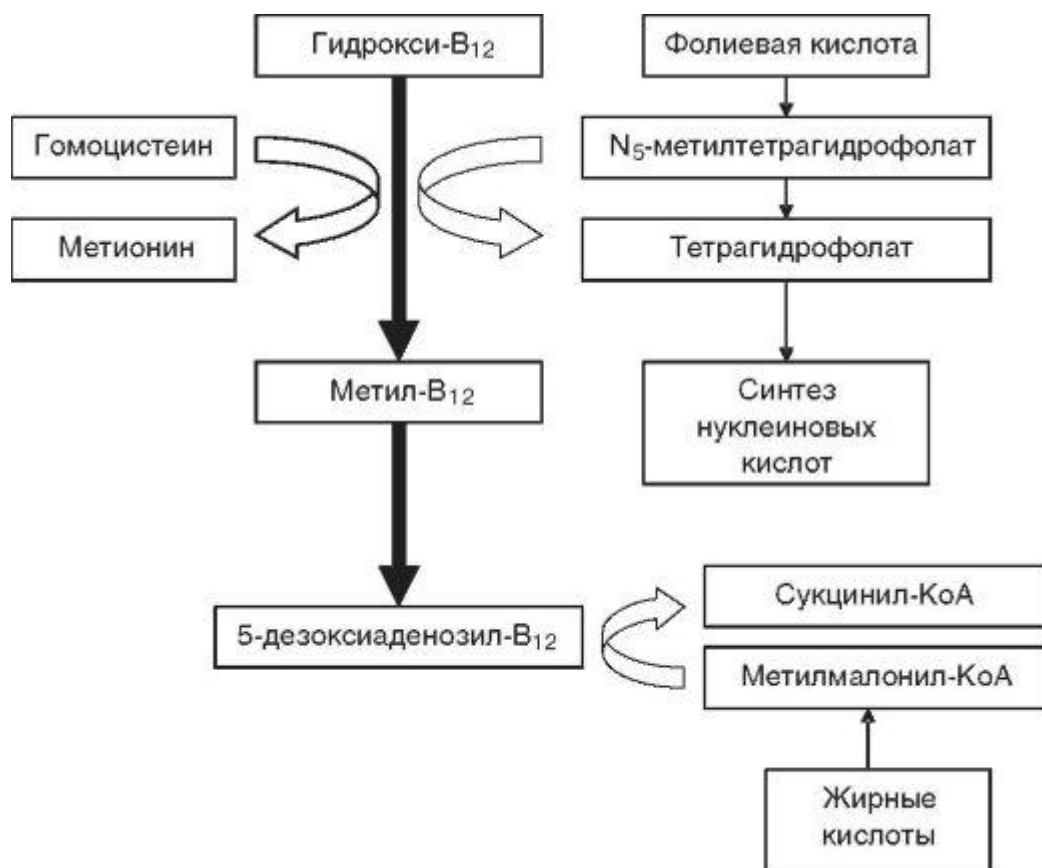 Гидрокси-B₁₂
Фолиевая кислота
Гомоцистеин
N₅-метилтетрагидрофолат
Метионин
Тетрагидрофолат
Метил-B₁₂
Синтез
нуклеиновых
кислот
5-дезоксиаденозил-B₁₂
Сукцинил-КоА
Метилмалонил-КоА
Жирные
кислоты